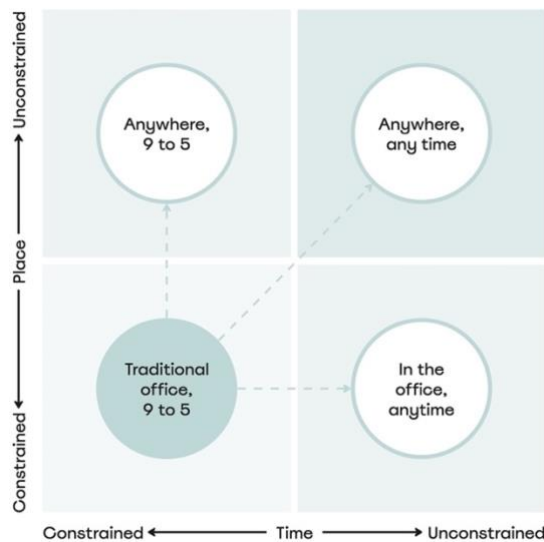 Unconstrained
Place
Constrained
Anywhere,
9 to 5
Anywhere,
any time
Traditional
office,
9 to 5
In the
office,
anytime
Constrained
Time
Unconstrained